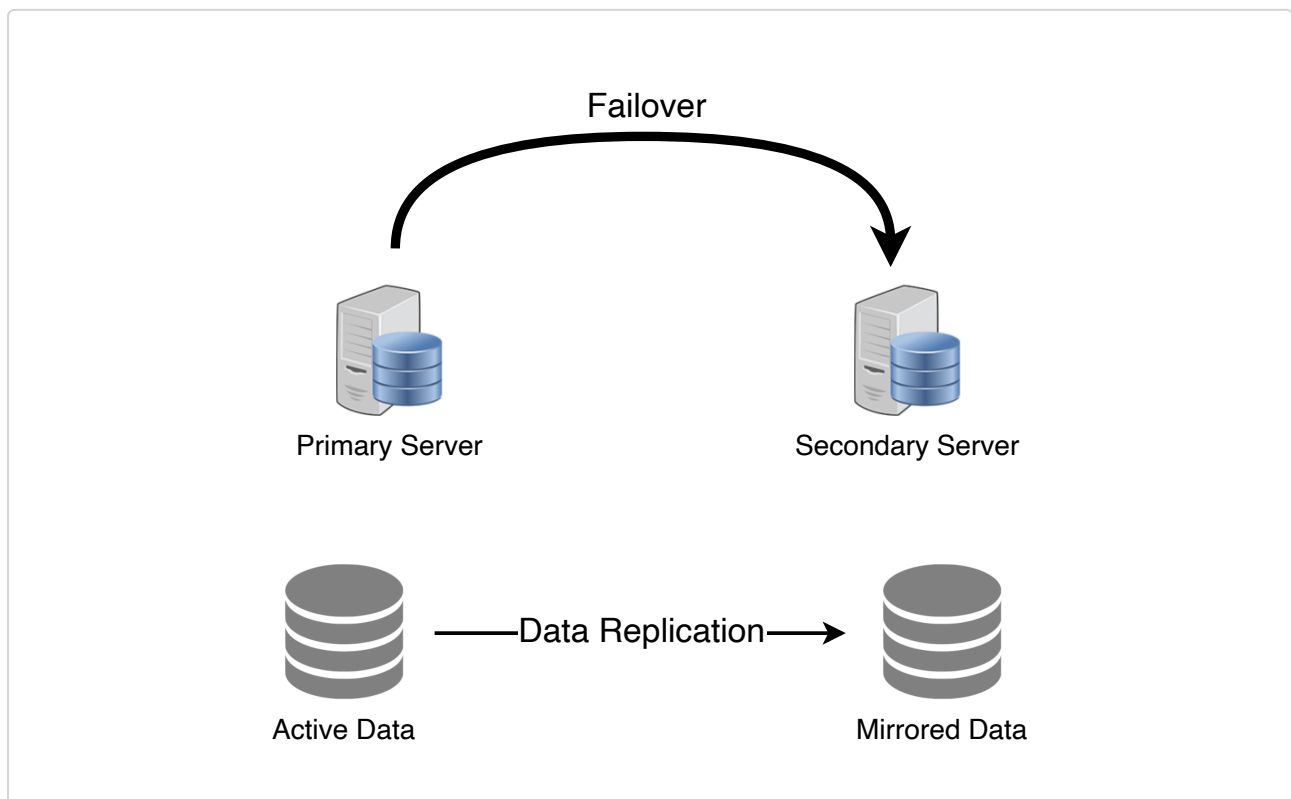 Failover
Primary Server
Secondary Server
Data Replication
Active Data
Mirrored Data